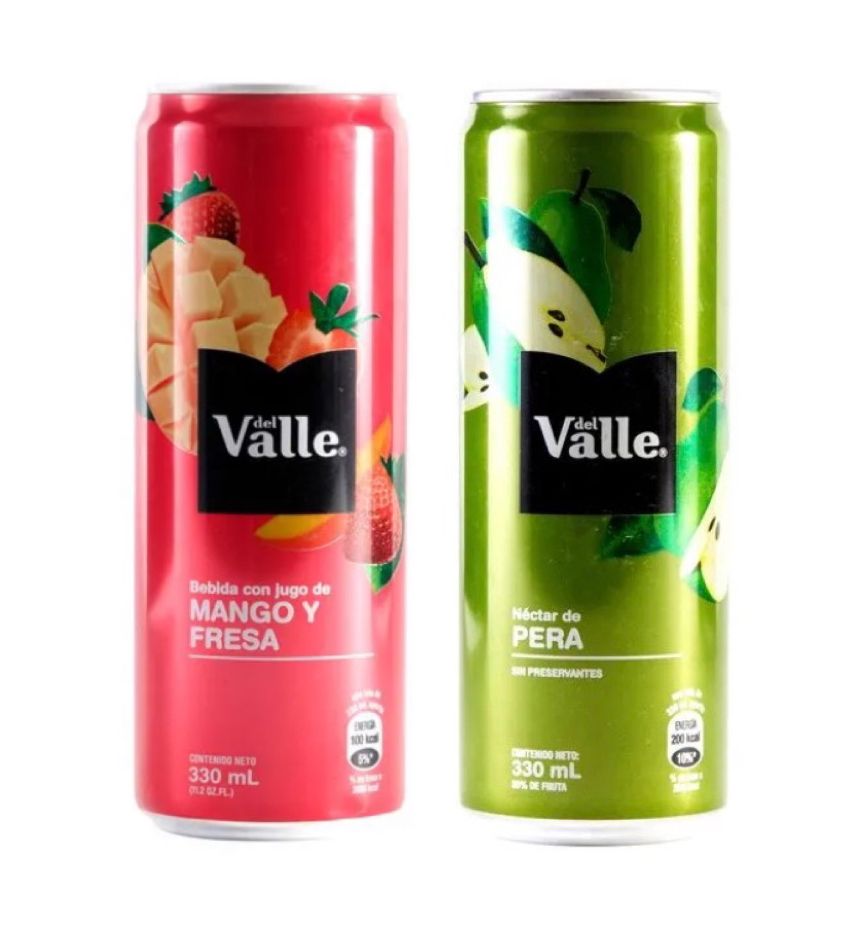 del
Valle®
Bebida con jugo de
MANGO Y
FRESA
CONTENIDO NETO
330 mL
(11.2 OZ.FL.)
ENERGÍA
100 kcal
5%*
del
Valle®
Néctar de
PERA
SIN PRESERVANTES
CONTENIDO NETO:
330 mL
DE FRUTA
ENERGÍA
200 kcal
10%*